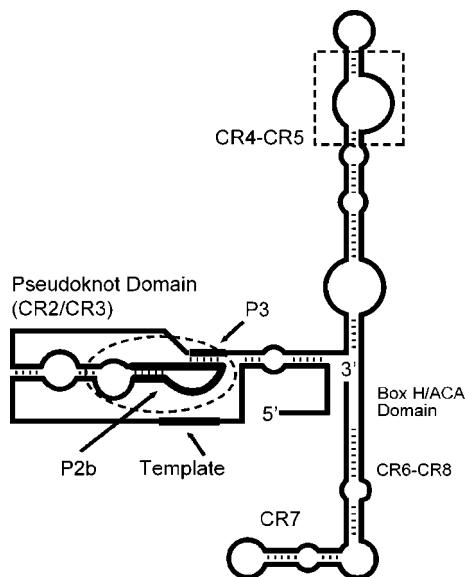 CR4-CR5
Pseudoknot Domain
(CR2/CR3)
P3
3'
5'
Box H/ACA
Domain
P2b
Template
CR6-CR8
CR7